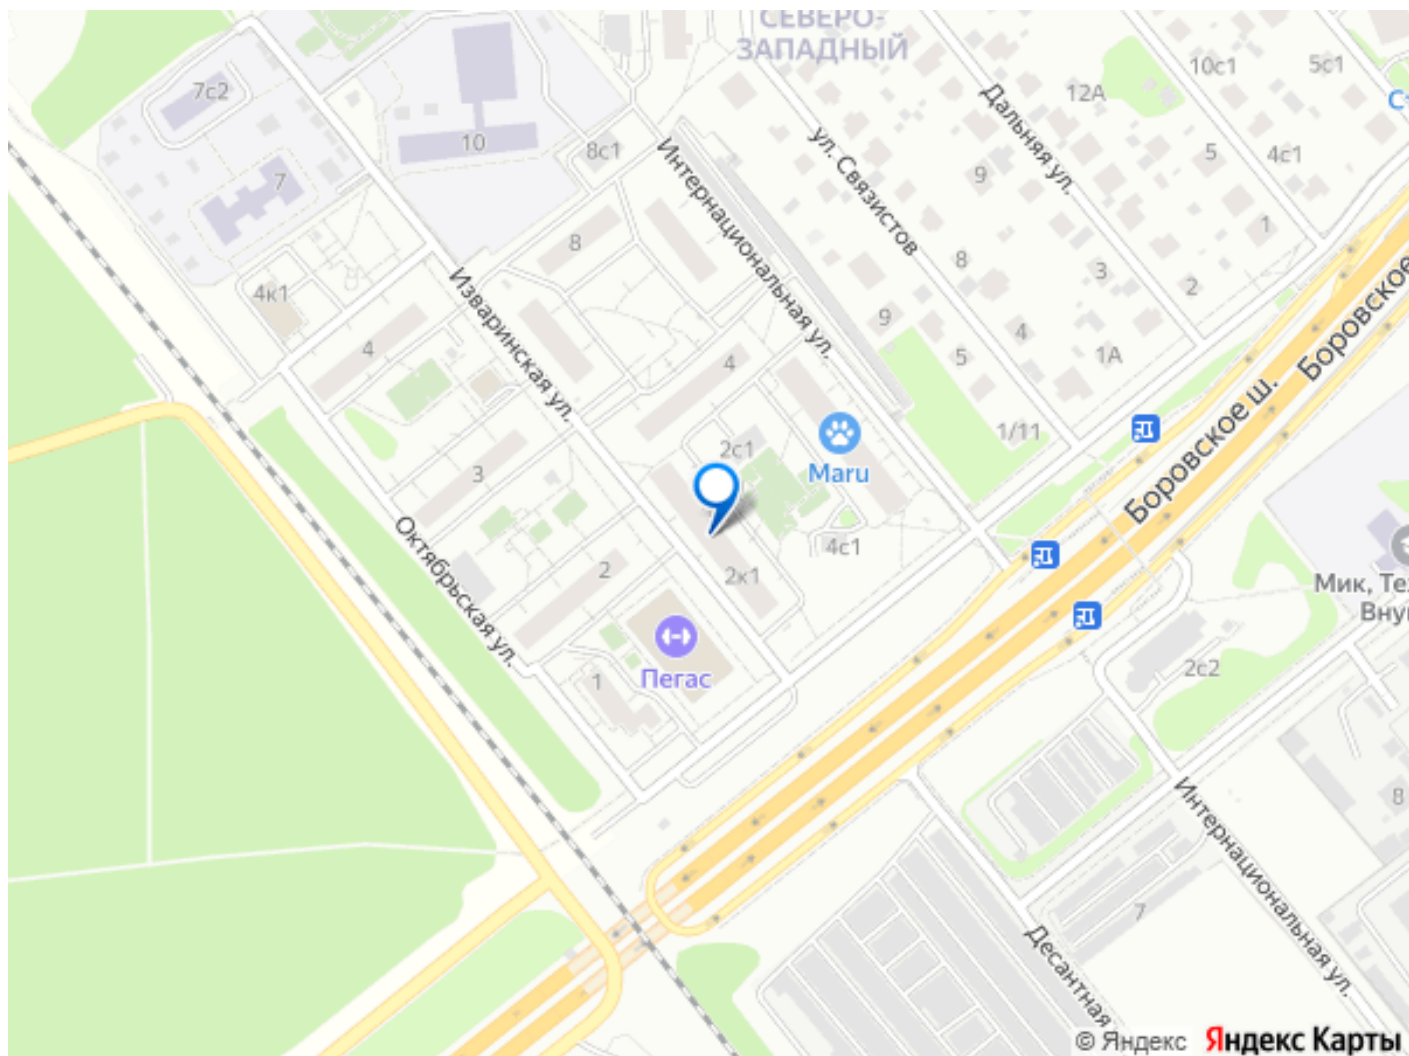 СЕВЕРО-
ЗАПАДНЫЙ
10с1
5с1
12А
7с2
Дальняя ул.
ул. Связистов
10
8с1
5
4с1
Интернациональная ул.
9
7
1
8
8
3
2
4к1
Изваринская ул.
9
4
Боровское
4
4
5
1А
Боровское ш.
1/11
2с1
Maru
3
Октябрьская ул.
4с1
2
2к1
Мик, Тех
Вну
Пегас
1
2с2
Интернациональная ул.
8
7
Десантная
© Яндекс
Яндекс Карты